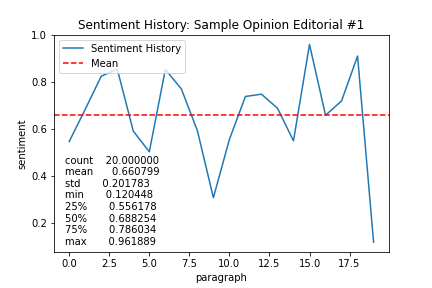 Sentiment History: Sample Opinion Editorial #1
Sentiment History
Mean
sentiment
1.0
0.8
0.6
0.4
0.2
count 20.000000
mean 0.660799
std 0.201783
min 0.120448
25% 0.556178
50% 0.688254
75% 0.786034
max 0.961889
0.0 2.5 5.0 7.5 10.0 12.5 15.0 17.5
paragraph